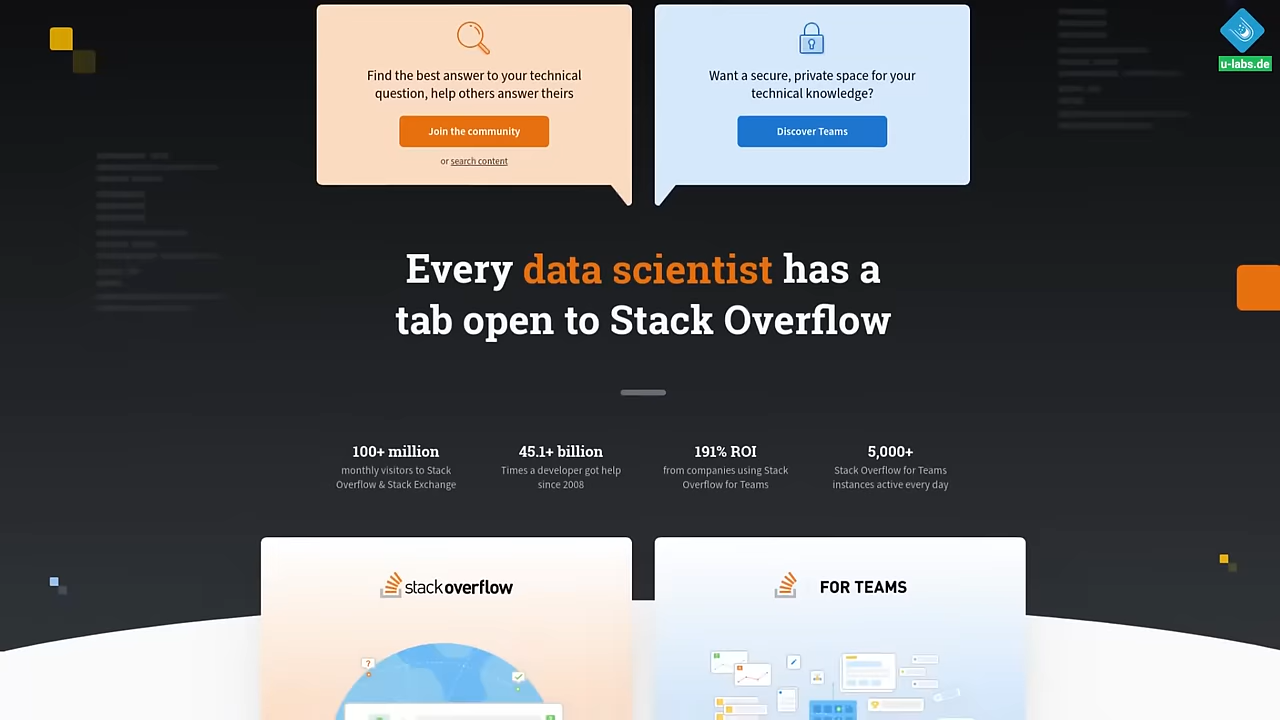 u-labs.de
Find the best answer to your technical
question, help others answer theirs
Join the community
or search content
Want a secure, private space for your
technical knowledge?
Discover Teams
Every data scientist has a
tab open to Stack Overflow
100+ million
monthly visitors to Stack
Overflow & Stack Exchange
45.1+ billion
Times a developer got help
since 2008
191% ROI
from companies using Stack
Overflow for Teams
5,000+
Stack Overflow for Teams
instances active every day
stackoverflow
?
FOR TEAMS